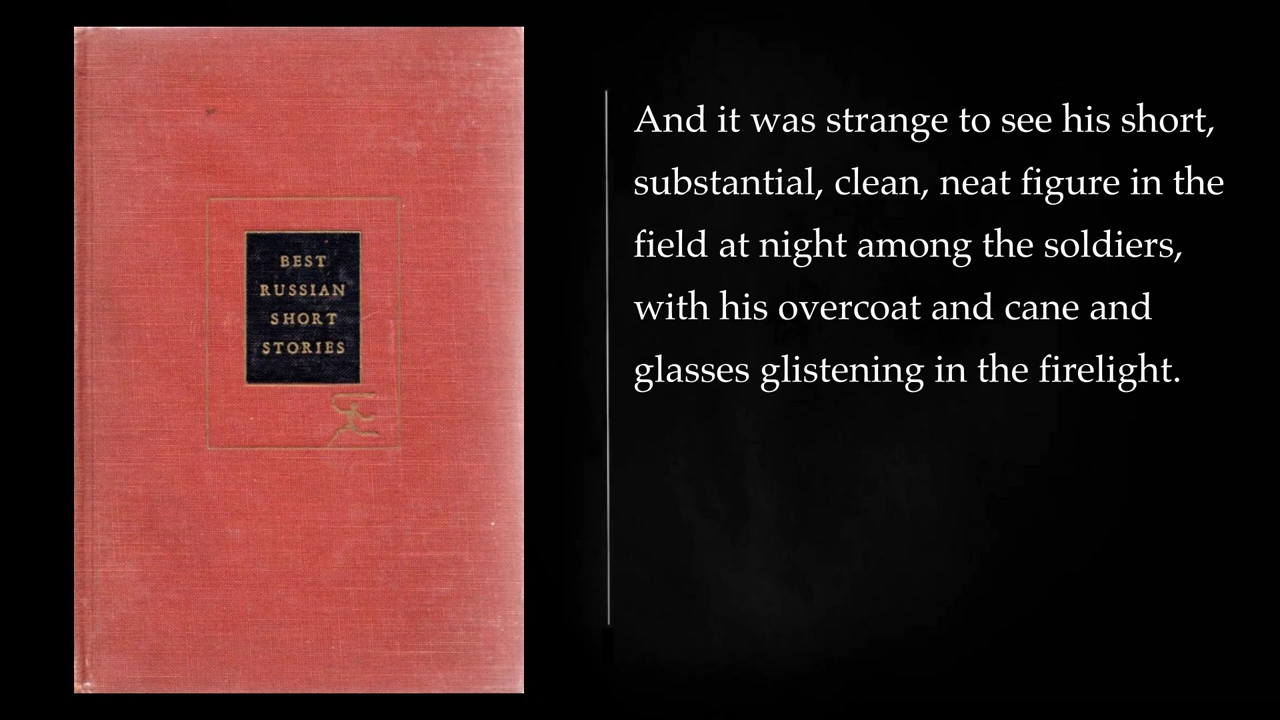 BEST
RUSSIAN
SHORT
STORIES
And it was strange to see his short,
substantial, clean, neat figure in the
field at night among the soldiers,
with his overcoat and cane and
glasses glistening in the firelight.